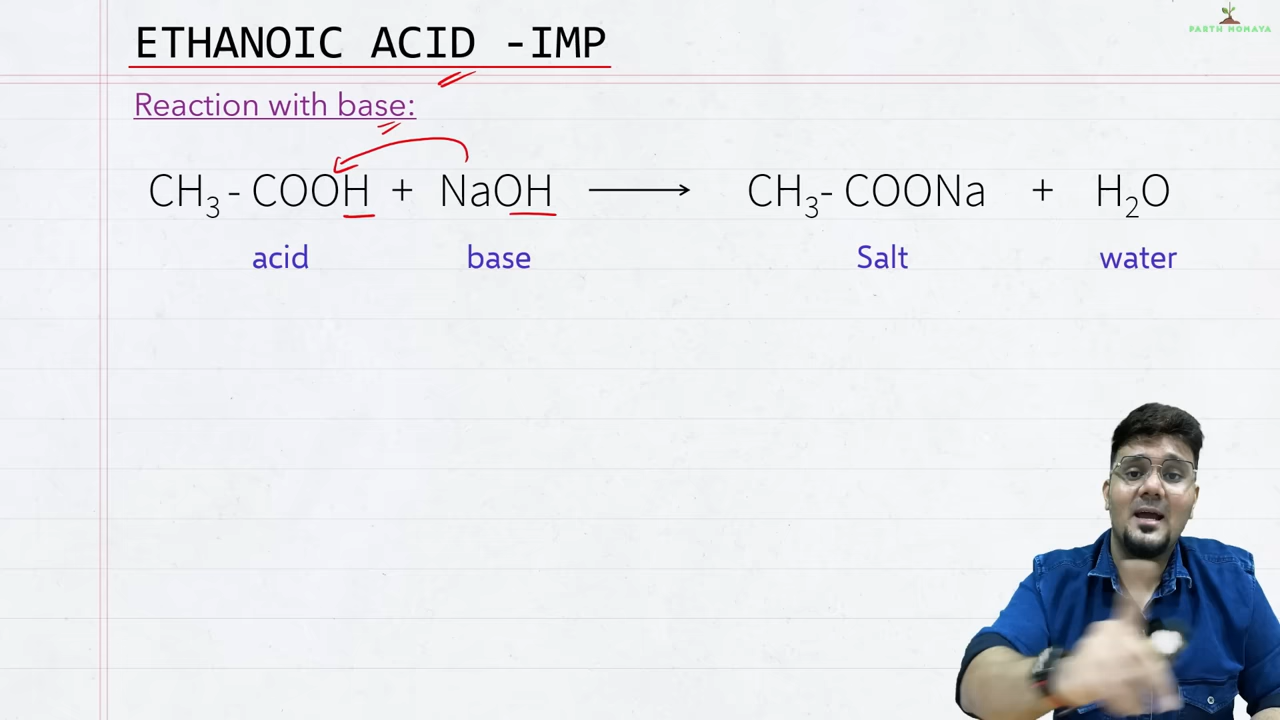 ETHANOIC ACID -IMP
PARTH MOMAYA
Reaction with base:
CH₃ - COOH + NaOH ⟶ CH₃- COONa + H₂O
acid base Salt water